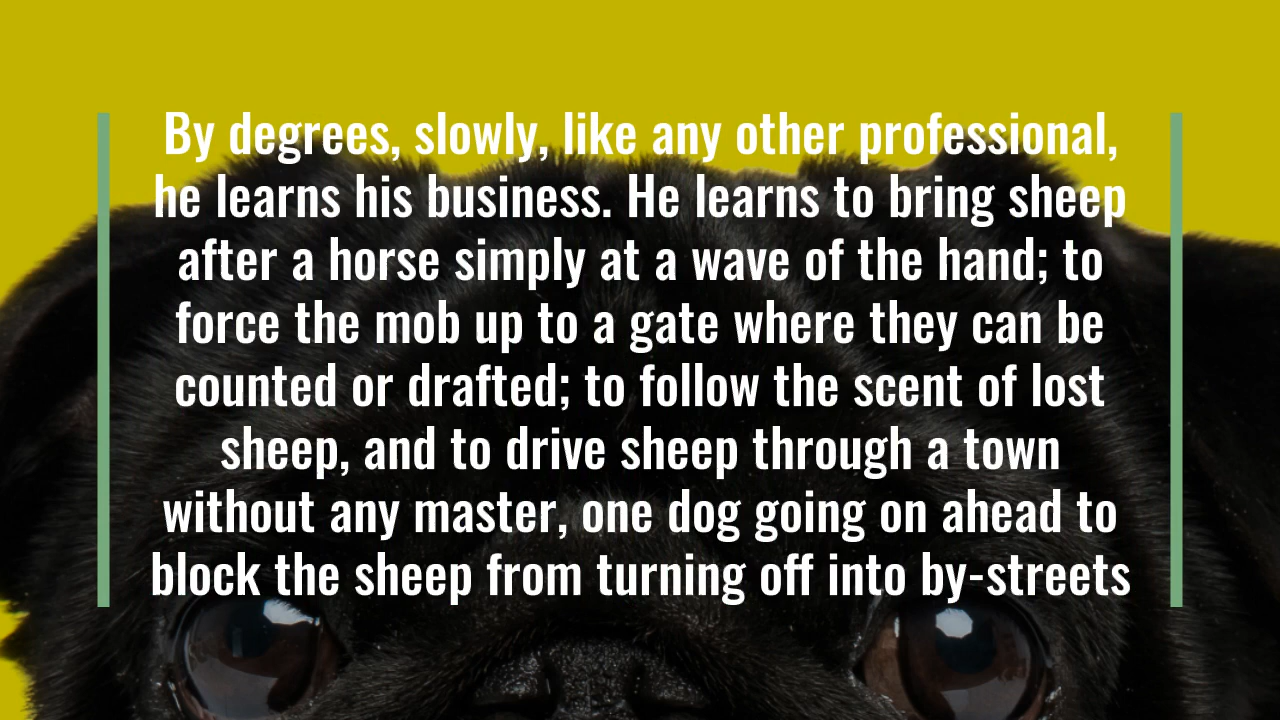 By degrees, slowly, like any other professional,
he learns his business. He learns to bring sheep
after a horse simply at a wave of the hand; to
force the mob up to a gate where they can be
counted or drafted; to follow the scent of lost
sheep, and to drive sheep through a town
without any master, one dog going on ahead to
block the sheep from turning off into by-streets